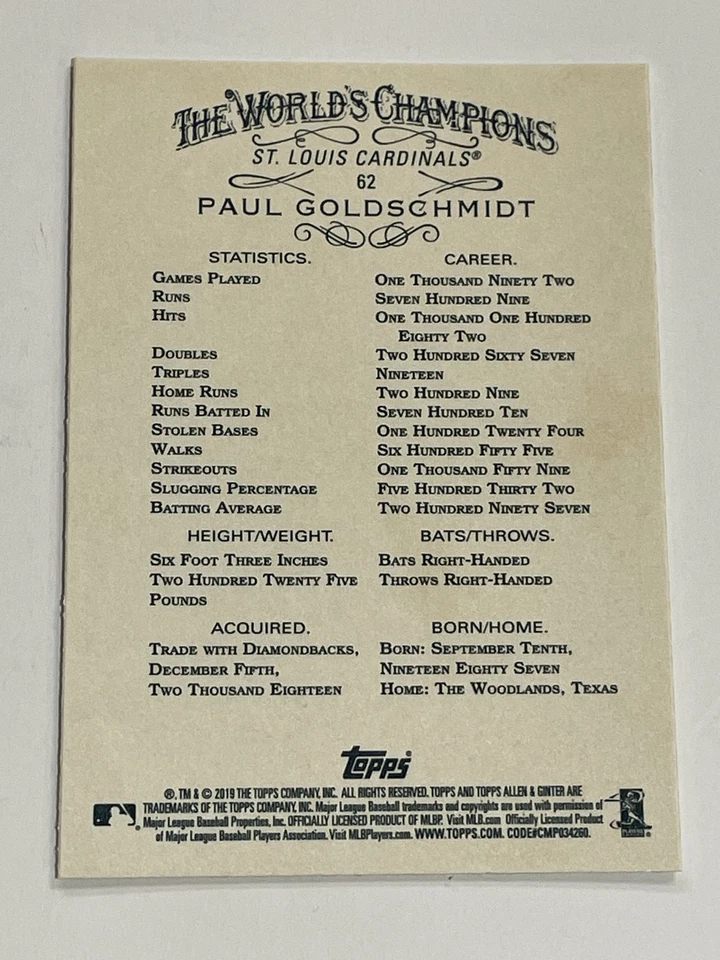 THE WORLD'S CHAMPIONS
ST. LOUIS CARDINALS®
62
PAUL GOLDSCHMIDT
STATISTICS. CAREER.
GAMES PLAYED ONE THOUSAND NINETY TWO
RUNS SEVEN HUNDRED NINE
HITS ONE THOUSAND ONE HUNDRED
EIGHTY TWO
DOUBLES TWO HUNDRED SIXTY SEVEN
TRIPLES NINETEEN
HOME RUNS TWO HUNDRED NINE
RUNS BATTED IN SEVEN HUNDRED TEN
STOLEN BASES ONE HUNDRED TWENTY FOUR
WALKS SIX HUNDRED FIFTY FIVE
STRIKEOUTS ONE THOUSAND FIFTY NINE
SLUGGING PERCENTAGE FIVE HUNDRED THIRTY TWO
BATTING AVERAGE TWO HUNDRED NINETY SEVEN
HEIGHT/WEIGHT.
SIX FOOT THREE INCHES
TWO HUNDRED TWENTY FIVE
POUNDS
BATS/THROWS.
BATS RIGHT-HANDED
THROWS RIGHT-HANDED
ACQUIRED.
TRADE WITH DIAMONDBACKS,
DECEMBER FIFTH,
TWO THOUSAND EIGHTEEN
BORN/HOME.
BORN: SEPTEMBER TENTH,
NINETEEN EIGHTY SEVEN
HOME: THE WOODLANDS, TEXAS
Topps®
®, TM & © 2019 THE TOPPS COMPANY, INC. ALL RIGHTS RESERVED. TOPPS AND TOPPS ALLEN & GINTER ARE
TRADEMARKS OF THE TOPPS COMPANY, INC. Major League Baseball trademarks and copyrights are used with permission of
Major League Baseball Properties, Inc. OFFICIALLY LICENSED PRODUCT OF MLBP. Visit MLB.com Officially Licensed Product
of Major League Baseball Players Association. Visit MLBPlayers.com. WWW.TOPPS.COM. CODE#CMP034260.